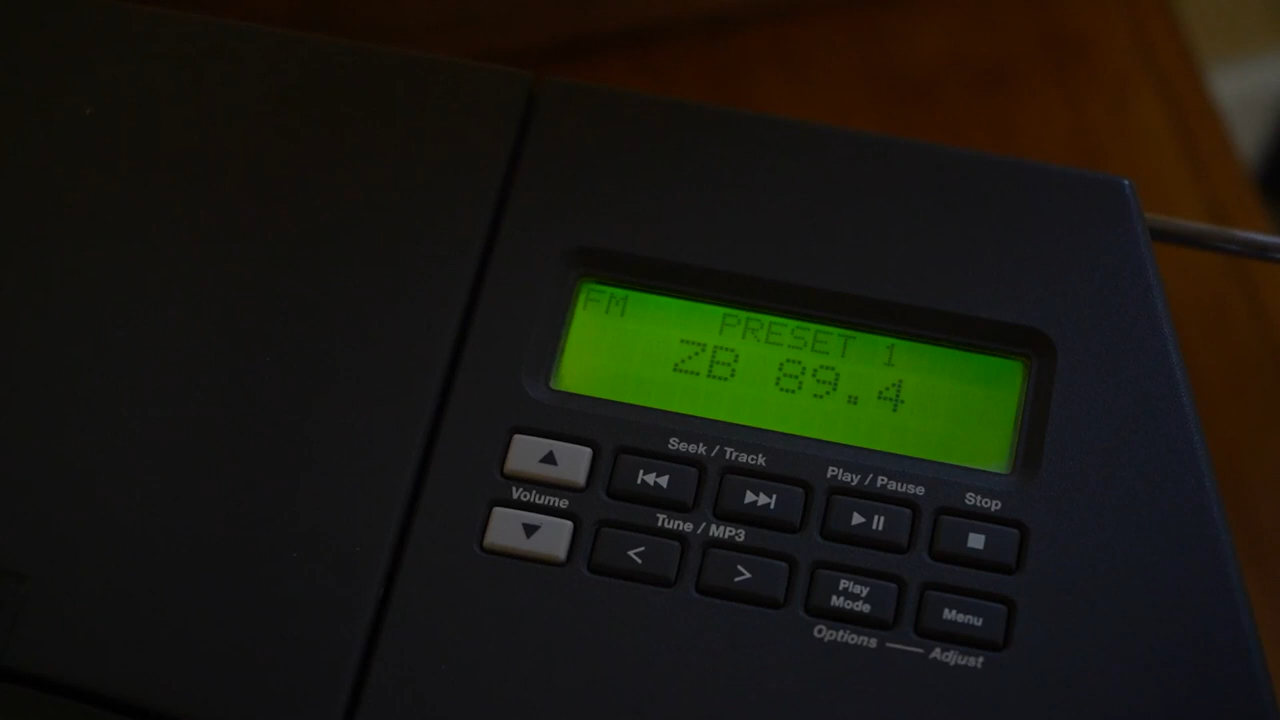 FM
PRESET 1
ZB 89.4
Seek / Track
Play / Pause
Stop
Volume
Tune / MP3
Play
Mode
Menu
Options
Adjust